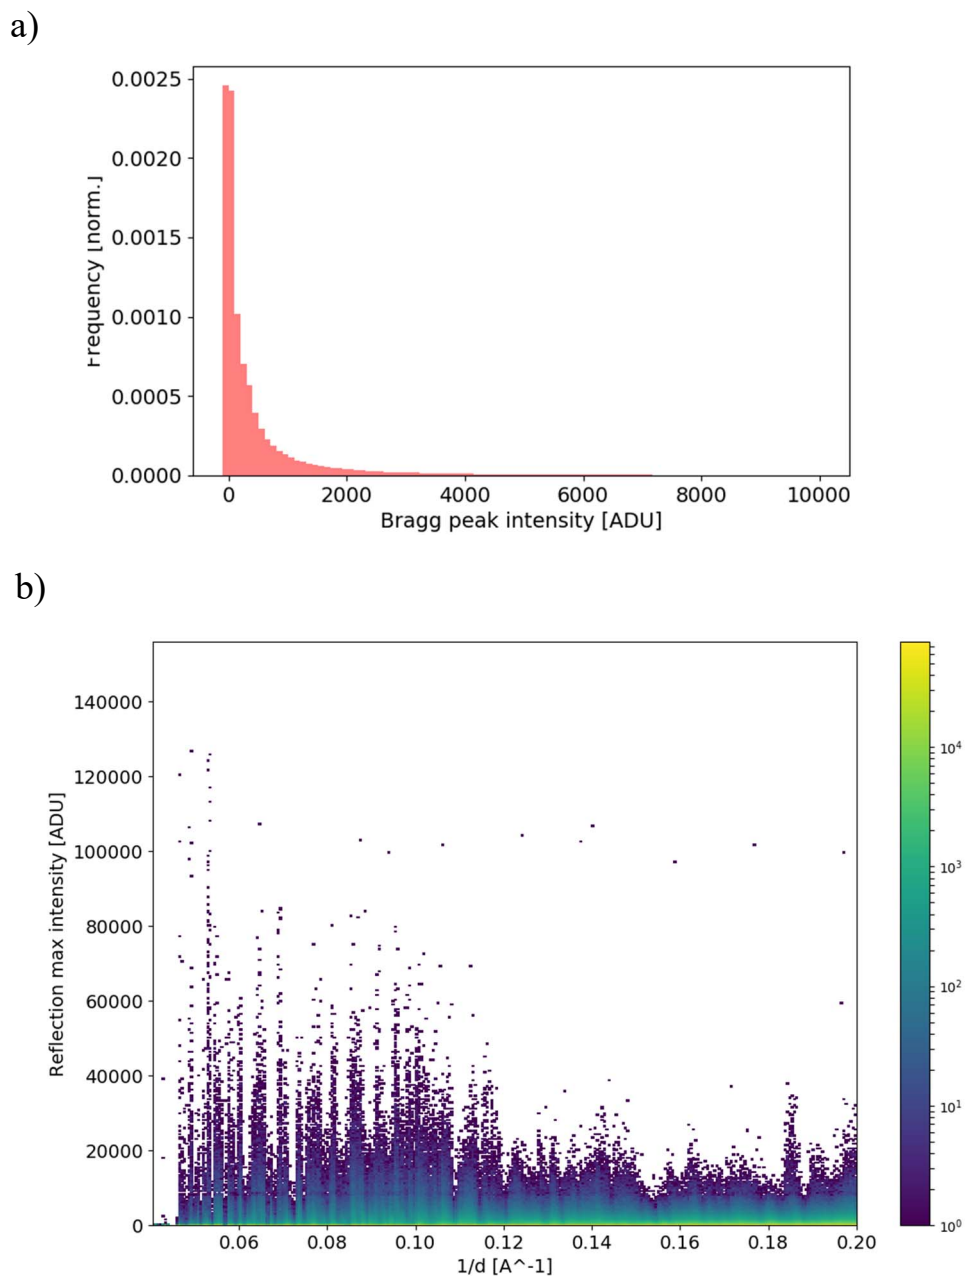 a)
0.0025
0.0020
0.0015
0.0010
0.0005
0.0000
Frequency [norm.]
0 2000 4000 6000 8000 10000
Bragg peak intensity [ADU]
b)
140000
120000
100000
80000
60000
40000
20000
0
Reflection max intensity [ADU]
0.06 0.08 0.10 0.12 0.14 0.16 0.18 0.20
1/d [A^-1]
10^4
10^3
10^2
10^1
10^0